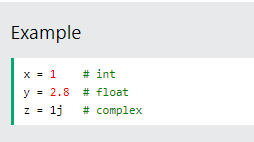 Example
x = 1    # int
y = 2.8  # float
z = 1j   # complex